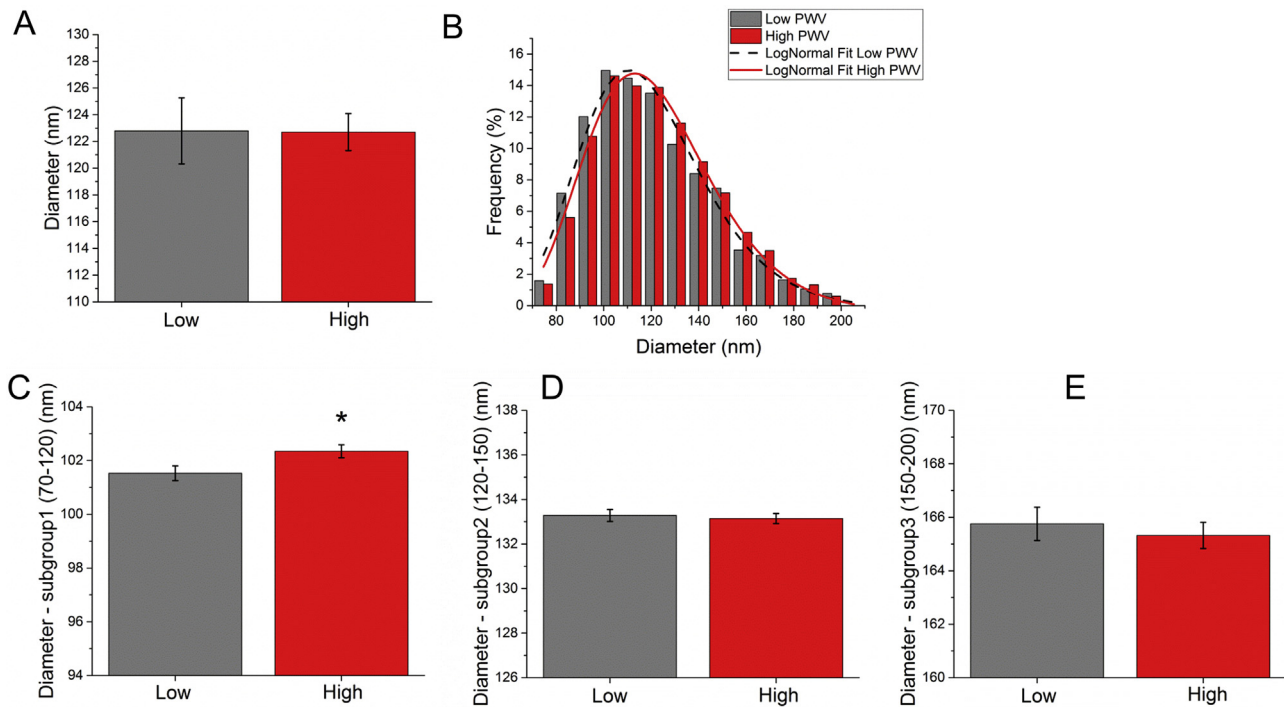 A
Diameter (nm)
130
128
126
124
122
120
118
116
114
112
110
Low
High
B
Low PWV
High PWV
LogNormal Fit Low PWV
LogNormal Fit High PWV
Frequency (%)
16
14
12
10
8
6
4
2
0
80 100 120 140 160 180 200
Diameter (nm)
C
Diameter - subgroup1 (70-120) (nm)
104
102
100
98
96
94
*
Low
High
D
Diameter - subgroup2 (120-150) (nm)
138
136
134
132
130
128
126
Low
High
E
Diameter - subgroup3 (150-200) (nm)
170
168
166
164
162
160
Low
High